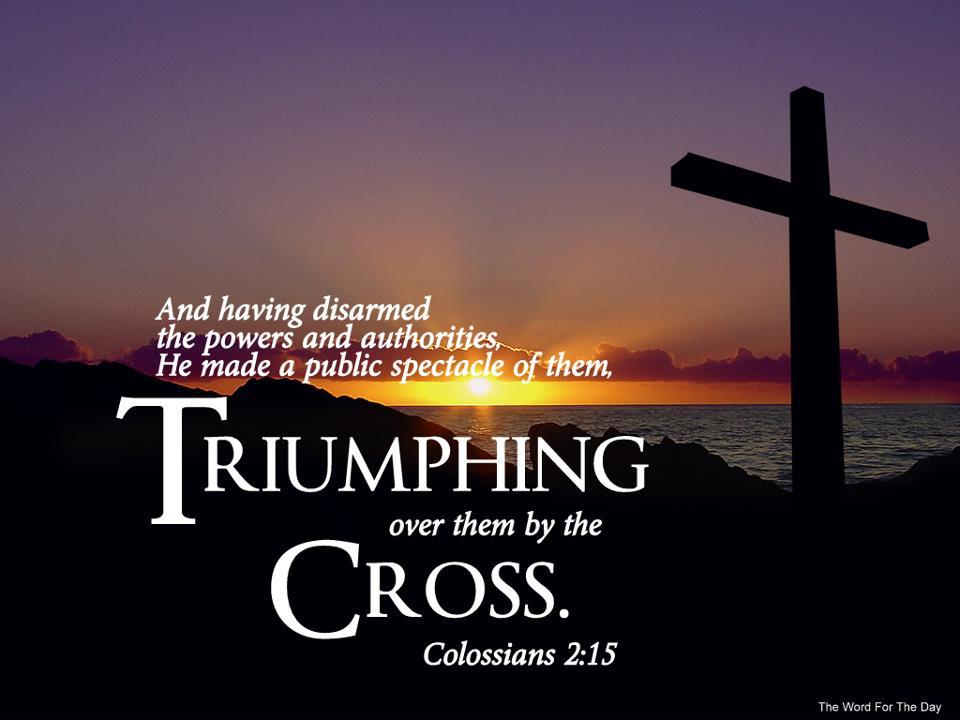 And having disarmed
the powers and authorities,
He made a public spectacle of them,
TRIUMPHING
over them by the
CROSS.
Colossians 2:15
The Word For The Day